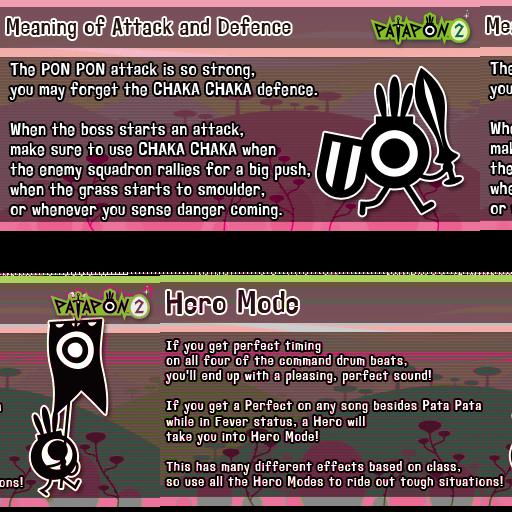 Meaning of Attack and Defence
PATAPON 2
The PON PON attack is so strong,
you may forget the CHAKA CHAKA defence.
When the boss starts an attack,
make sure to use CHAKA CHAKA when
the enemy squadron rallies for a big push,
when the grass starts to smoulder,
or whenever you sense danger coming.
PATAPON 2
Hero Mode
If you get perfect timing
on all four of the command drum beats,
you'll end up with a pleasing, perfect sound!
If you get a Perfect on any song besides Pata Pata
while in Fever status, a Hero will
take you into Hero Mode!
This has many different effects based on class,
so use all the Hero Modes to ride out tough situations!